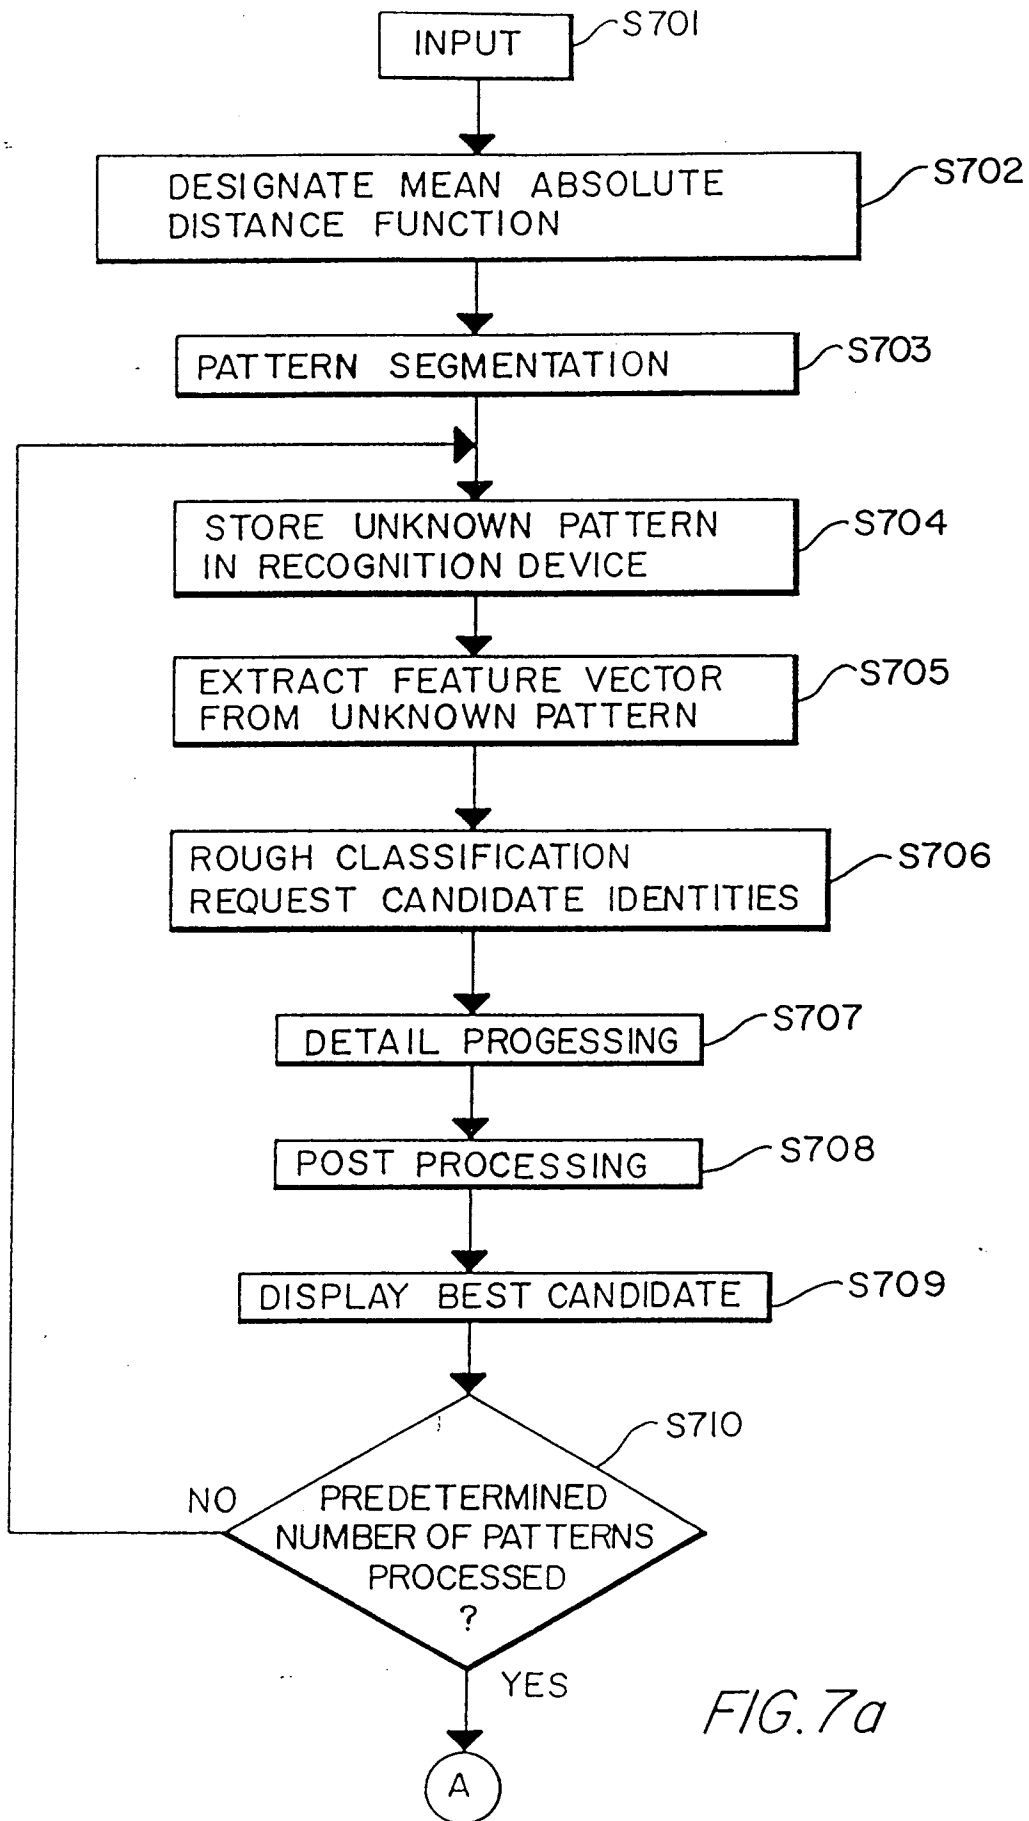 INPUT
S701
DESIGNATE MEAN ABSOLUTE
DISTANCE FUNCTION
S702
PATTERN SEGMENTATION
S703
STORE UNKNOWN PATTERN
IN RECOGNITION DEVICE
S704
EXTRACT FEATURE VECTOR
FROM UNKNOWN PATTERN
S705
ROUGH CLASSIFICATION
REQUEST CANDIDATE IDENTITIES
S706
DETAIL PROGESSING
S707
POST PROCESSING
S708
DISPLAY BEST CANDIDATE
S709
S710
NO
PREDETERMINED
NUMBER OF PATTERNS
PROCESSED
?
YES
FIG. 7a
A